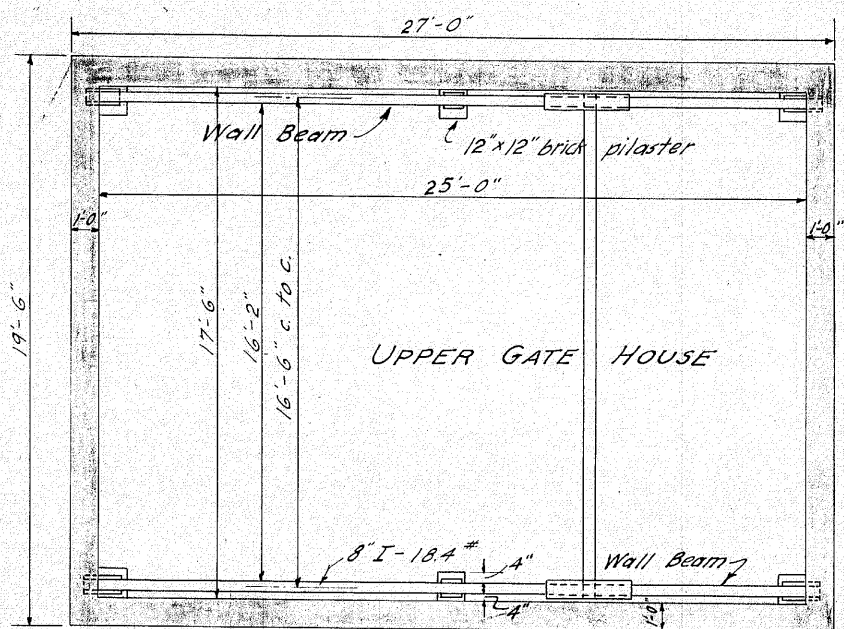 27'-0"
Wall Beam
12"x12" brick pilaster
25'-0"
1'-0"
1'-0"
19'-6"
17'-6"
16'-2"
16'-6" c. to c.
UPPER GATE HOUSE
8" I-18.4 #
4"
Wall Beam
4"
1'-0"